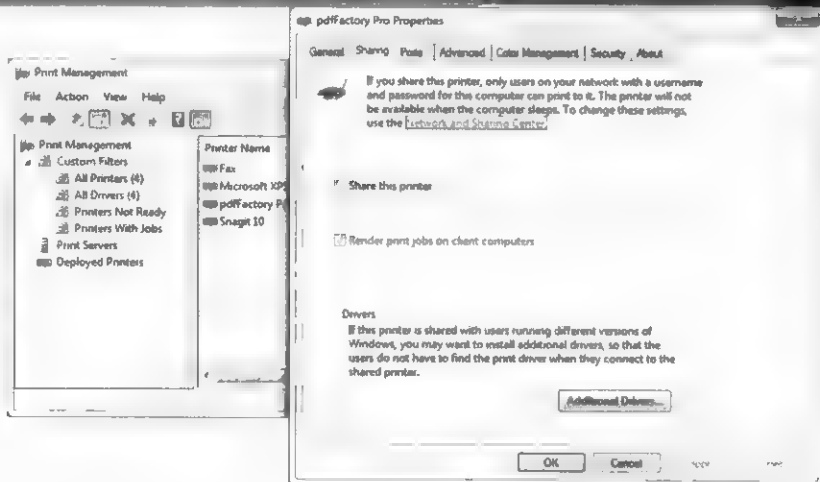 pdfFactory Pro Properties
General Sharing Ports Advanced Color Management Security About
If you share this printer, only users on your network with a username
and password for this computer can print to it. The printer will not
be available when the computer sleeps. To change these settings,
use the Network and Sharing Center.
Share this printer
Render print jobs on client computers
Drivers
If this printer is shared with users running different versions of
Windows, you may want to install additional drivers, so that the
users do not have to find the print driver when they connect to the
shared printer.
Additional Drivers...
OK Cancel
Print Management
File Action View Help
Print Management
Custom Filters
All Printers (4)
All Drivers (4)
Printers Not Ready
Printers With Jobs
Print Servers
Deployed Printers
Printer Name
Fax
Microsoft XPS
pdfFactory P
Snagit 10